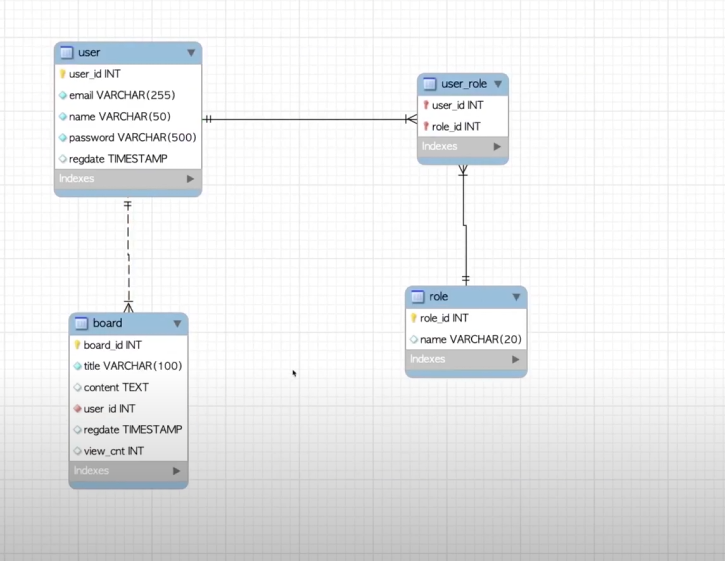 user
user_id INT
email VARCHAR(255)
name VARCHAR(50)
password VARCHAR(500)
regdate TIMESTAMP
Indexes
user_role
user_id INT
role_id INT
Indexes
board
board_id INT
title VARCHAR(100)
content TEXT
user_id INT
regdate TIMESTAMP
view_cnt INT
Indexes
role
role_id INT
name VARCHAR(20)
Indexes